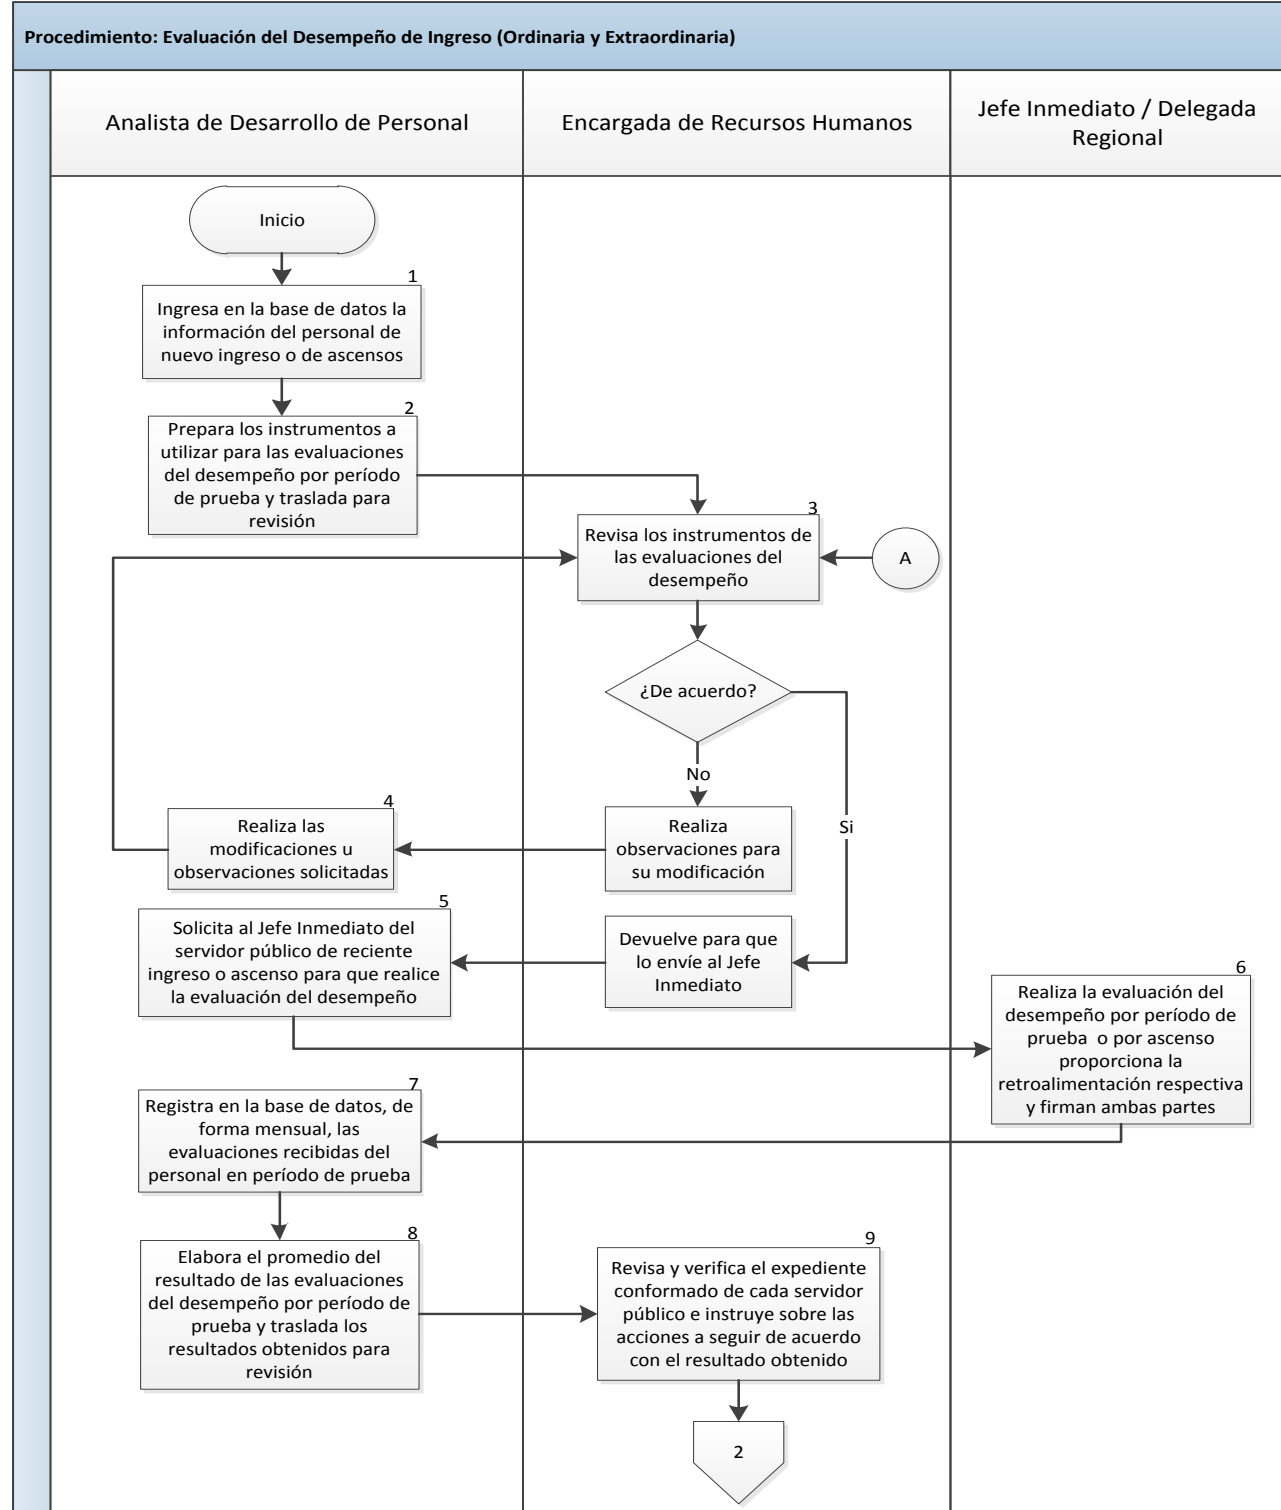 Procedimiento: Evaluación del Desempeño de Ingreso (Ordinaria y Extraordinaria)
Analista de Desarrollo de Personal
Encargada de Recursos Humanos
Jefe Inmediato / Delegada
Regional
Inicio
1
Ingresa en la base de datos la
información del personal de
nuevo ingreso o de ascensos
2
Prepara los instrumentos a
utilizar para las evaluaciones
del desempeño por período
de prueba y traslada para
revisión
3
Revisa los instrumentos de
las evaluaciones del
desempeño
A
¿De acuerdo?
No
Si
4
Realiza las
modificaciones u
observaciones solicitadas
Realiza
observaciones para
su modificación
5
Solicita al Jefe Inmediato del
servidor público de reciente
ingreso o ascenso para que realice
la evaluación del desempeño
Devuelve para que
lo envíe al Jefe
Inmediato
6
Realiza la evaluación del
desempeño por período de
prueba o por ascenso
proporciona la
retroalimentación respectiva
y firman ambas partes
7
Registra en la base de datos, de
forma mensual, las
evaluaciones recibidas del
personal en período de prueba
8
Elabora el promedio del
resultado de las evaluaciones
del desempeño por período de
prueba y traslada los
resultados obtenidos para
revisión
9
Revisa y verifica el expediente
conformado de cada servidor
público e instruye sobre las
acciones a seguir de acuerdo
con el resultado obtenido
2